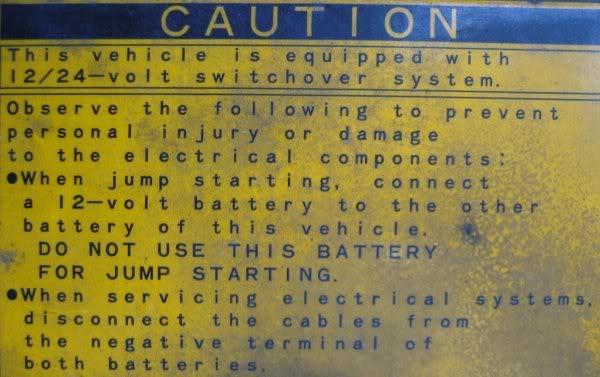 CAUTION
This vehicle is equipped with
12/24—volt switchover system.
Observe the following to prevent
personal injury or damage
to the electrical components:
●When jump starting, connect
a 12—volt battery to the other
battery of this vehicle.
DO NOT USE THIS BATTERY
FOR JUMP STARTING.
●When servicing electrical systems,
disconnect the cables from
the negative terminal of
both batteries.